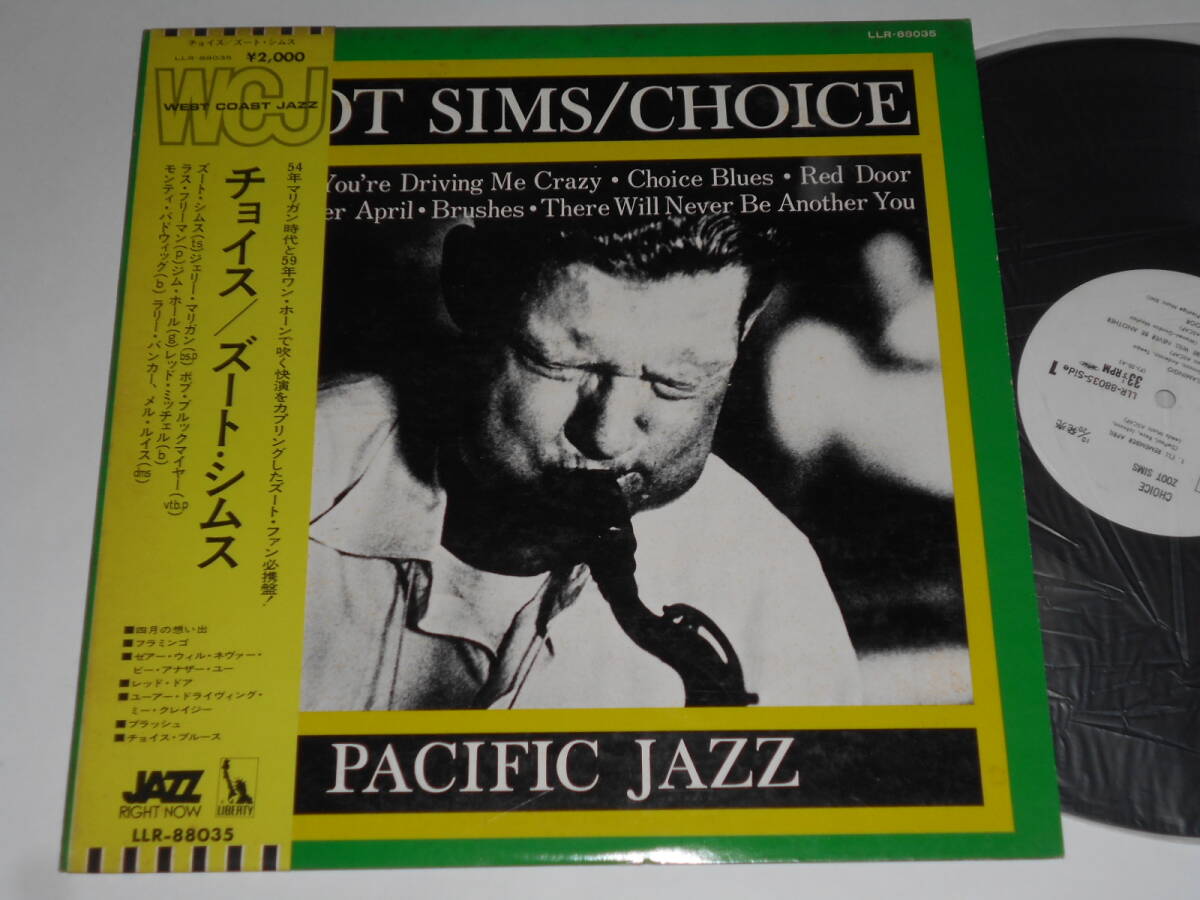 チョイス/ズート・シムス
LLR-88035 ¥2,000
WCJ
WEST COAST JAZZ
チョイス/ズート・シムス
54年マリガン時代と59年ワン・ホーンで吹く快演をカプリングしたズート・ファン必携盤!
ズート・シムス(ts)ジェリー・マリガン(bs,p)ボブ・ブルックマイヤー(vtb,p)
ラス・フリーマン(p)ジム・ホール(g)レッド・ミッチェル(b)
モンティ・バドウィッグ(b)ラリー・バンカー、メル・ルイス(dms)
■四月の想い出
■フラミンゴ
■ゼアー・ウィル・ネヴァー・
ビー・アナザー・ユー
■レッド・ドア
■ユーアー・ドライヴィング・
ミー・クレイジー
■ブラッシュ
■チョイス・ブルース
JAZZ
RIGHT NOW
LIBERTY
LLR-88035
LLR-88035
OT SIMS/CHOICE
You're Driving Me Crazy • Choice Blues • Red Door
er April • Brushes • There Will Never Be Another You
PACIFIC JAZZ
LLR-88035-Side 1
33⅓ RPM
10/20発売
1. I'LL REMEMBER APRIL
ZOOT SIMS
CHOICE